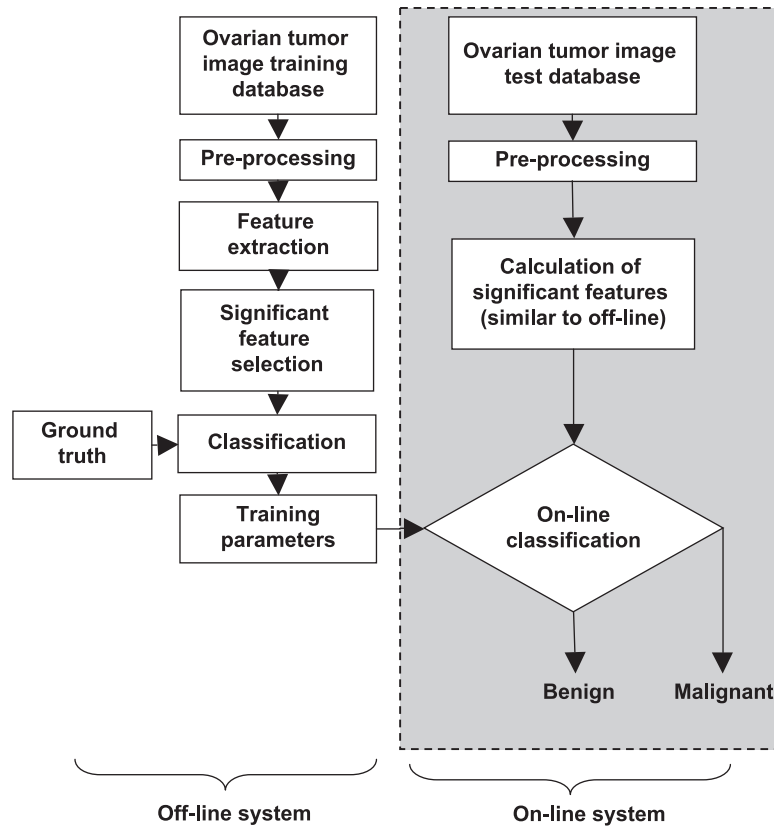 Ovarian tumor
image training
database
Pre-processing
Feature
extraction
Significant
feature
selection
Ground
truth
Classification
Training
parameters
Ovarian tumor image
test database
Pre-processing
Calculation of
significant features
(similar to off-line)
On-line
classification
Benign
Malignant
Off-line system
On-line system